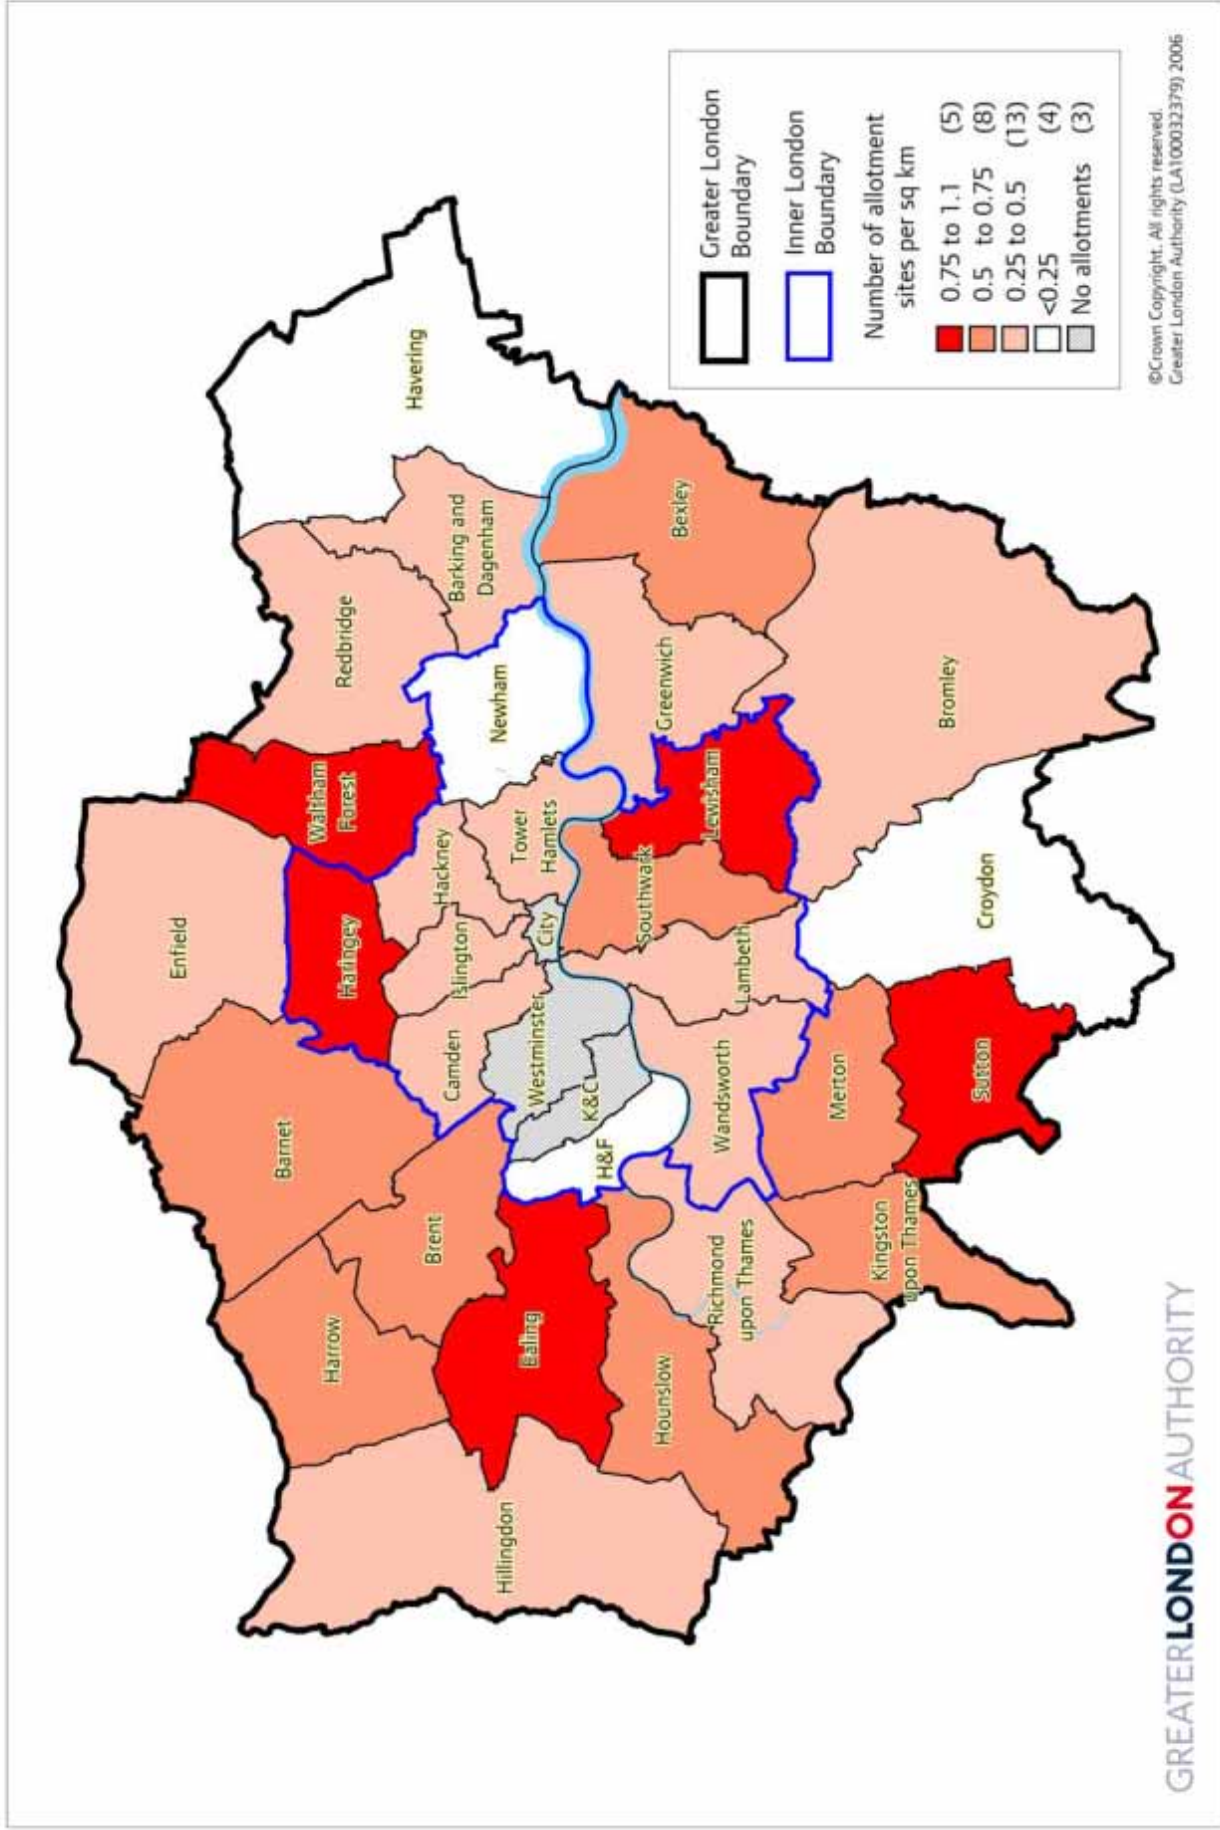 Enfield
Barnet
Harrow
Haringey
Waltham
Forest
Redbridge
Havering
Brent
Camden
Islington
Hackney
Barking and
Dagenham
Hillingdon
Ealing
Westminster
City
Tower
Hamlets
Newham
K&C
H&F
Hounslow
Richmond
upon Thames
Wandsworth
Lambeth
Southwark
Lewisham
Greenwich
Bexley
Kingston
upon Thames
Merton
Sutton
Croydon
Bromley
Greater London
Boundary
Inner London
Boundary
Number of allotment
sites per sq km
0.75 to 1.1 (5)
0.5 to 0.75 (8)
0.25 to 0.5 (13)
<0.25 (4)
No allotments (3)
©Crown Copyright. All rights reserved.
Greater London Authority (LA100032379) 2006
GREATERLONDONAUTHORITY